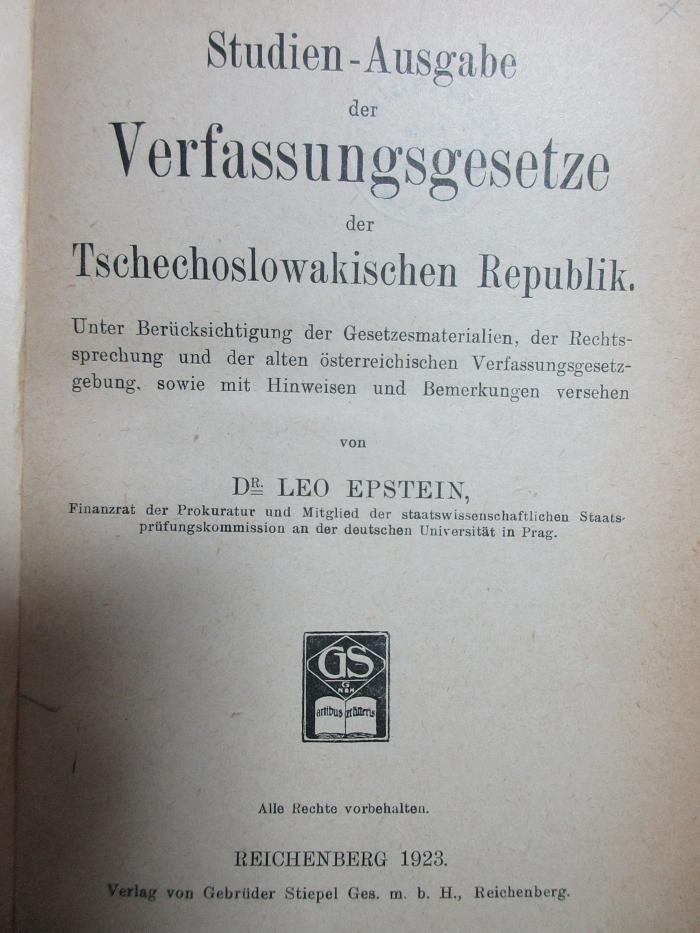 Studien-Ausgabe
der
Verfassungsgesetze
der
Tschechoslowakischen Republik.
Unter Berücksichtigung der Gesetzesmaterialien, der Rechts-
sprechung und der alten österreichischen Verfassungsgesetz-
gebung, sowie mit Hinweisen und Bemerkungen versehen
von
DR. LEO EPSTEIN,
Finanzrat der Prokuratur und Mitglied der staatswissenschaftlichen Staats-
prüfungskommission an der deutschen Universität in Prag.
GS
G
M B H
artibus et litteris
Alle Rechte vorbehalten.
REICHENBERG 1923.
Verlag von Gebrüder Stiepel Ges. m. b. H., Reichenberg.